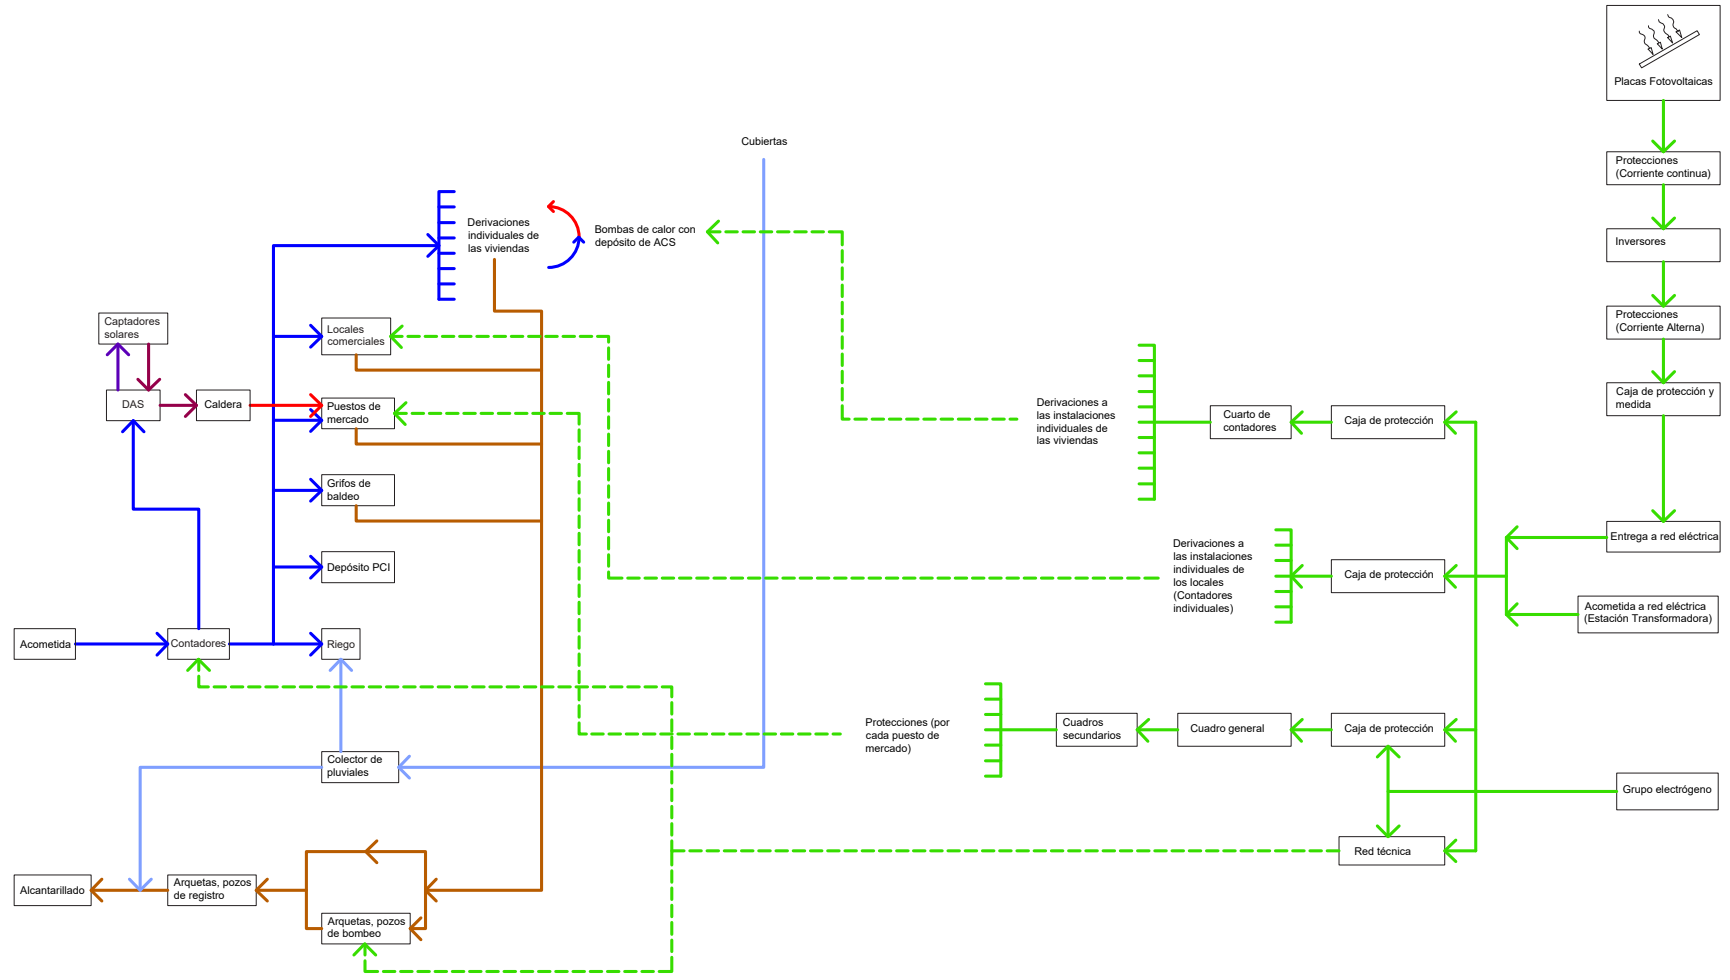 Placas Fotovoltaicas
Cubiertas
Protecciones
(Corriente continua)
Derivaciones
individuales de
las viviendas
Bombas de calor con
depósito de ACS
Inversores
Captadores
solares
Locales
comerciales
Protecciones
(Corriente Alterna)
DAS
Caldera
Puestos de
mercado
Derivaciones a
las instalaciones
individuales de
las viviendas
Cuarto de
contadores
Caja de protección
Caja de protección y
medida
Grifos de
baldeo
Depósito PCI
Derivaciones a
las instalaciones
individuales de
los locales
(Contadores
individuales)
Caja de protección
Entrega a red eléctrica
Acometida a red eléctrica
(Estación Transformadora)
Acometida
Contadores
Riego
Protecciones (por
cada puesto de
mercado)
Cuadros
secundarios
Cuadro general
Caja de protección
Colector de
pluviales
Grupo electrógeno
Red técnica
Alcantarillado
Arquetas, pozos
de registro
Arquetas, pozos
de bombeo